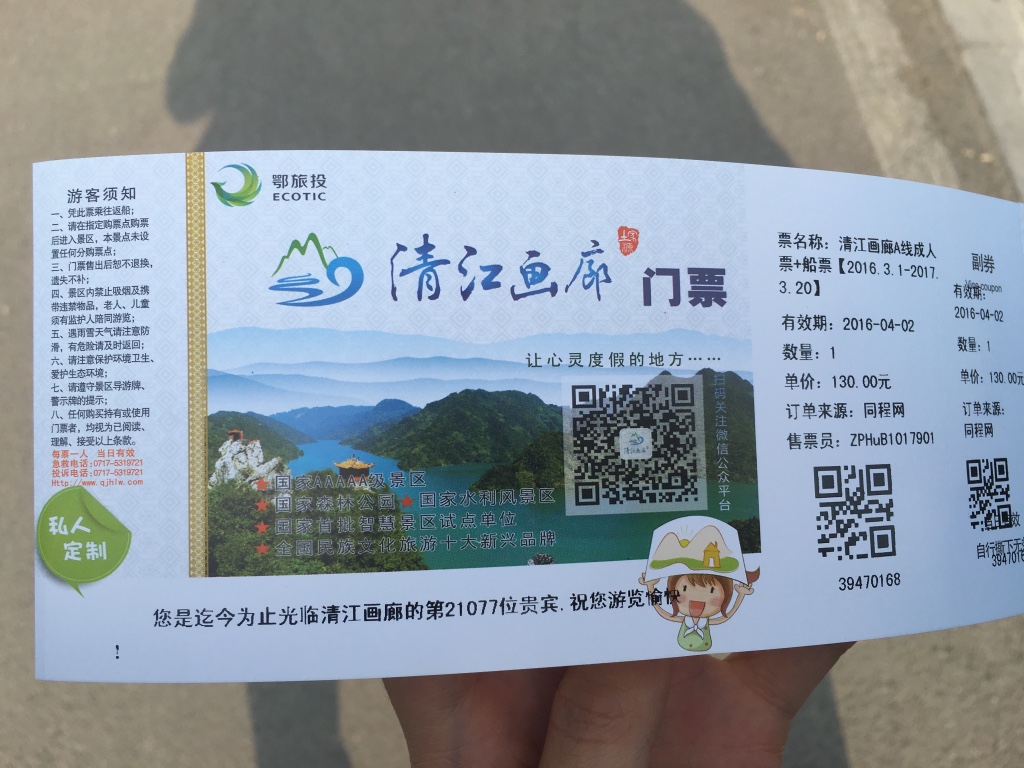 游客须知
一、凭此票乘往返船;
二、请在指定购票点购票
后进入景区,本景点未设
置任何分购票点;
三、门票售出后恕不退换,
遗失不补;
四、景区内禁止吸烟及携
带违禁物品,老人、儿童
须有监护人陪同游览;
五、遇雨雪天气请注意防
滑,有危险请及时返回;
六、请注意保护环境卫生、
爱护生态环境;
七、请遵守景区导游牌、
警示牌的提示;
八、任何购买持有或使用
门票者,均视为已阅读、
理解、接受以上条款。
每票一人 当日有效
急救电话:0717-5319721
投诉电话:0717-5319721
Http://www.qjhlw.com
私人
定制
鄂旅投
ECOTIC
清江画廊
门票
让心灵度假的地方……
扫码关注微信公众平台
清江画廊
★国家AAAAA级景区
★国家森林公园★国家水利风景区
★国家首批智慧景区试点单位
★全国民族文化旅游十大新兴品牌
您是迄今为止光临清江画廊的第21077位贵宾.祝您游览愉快
!
票名称: 清江画廊A线成人
票+船票【2016.3.1-2017.
3.20】
有效期: 2016-04-02
数量: 1
单价: 130.00元
订单来源: 同程网
售票员: ZPHuB1017901
39470168
副券
coupon
有效期:
2016-04-02
数量: 1
单价: 130.00元
订单来源:
同程网
自行撕下无
3947016